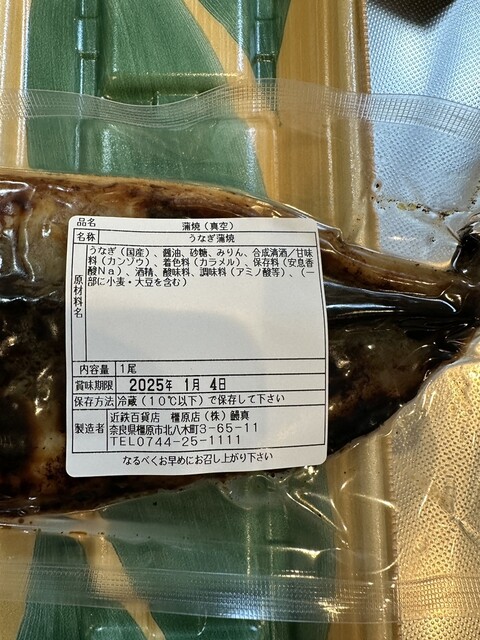 品名 蒲焼（真空）
名称 うなぎ蒲焼
原材料名 うなぎ（国産）、醤油、砂糖、みりん、合成清酒／甘味
料（カンゾウ）、着色料（カラメル）、保存料（安息香
酸Ｎａ）、酒精、酸味料、調味料（アミノ酸等）、（一
部に小麦・大豆を含む）
内容量 1尾
賞味期限 2025年 1月 4日
保存方法 冷蔵（10℃以下）で保存して下さい
製造者 近鉄百貨店 橿原店（株）鰻真
奈良県橿原市北八木町3-65-11
TEL0744-25-1111
なるべくお早めにお召し上がり下さい